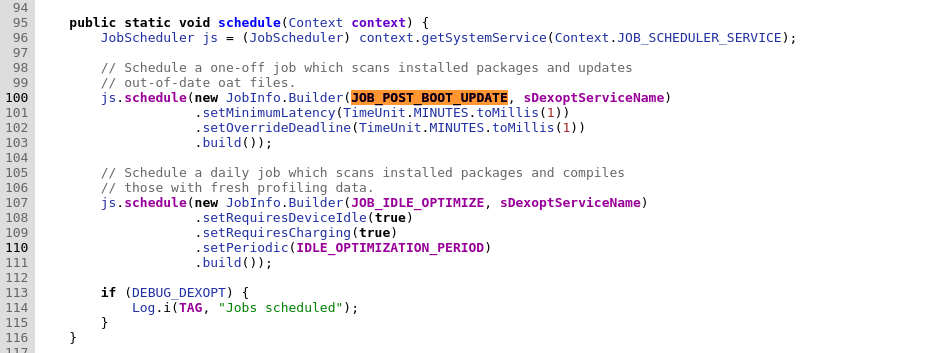 94
95    public static void schedule(Context context) {
96        JobScheduler js = (JobScheduler) context.getSystemService(Context.JOB_SCHEDULER_SERVICE);
97
98        // Schedule a one-off job which scans installed packages and updates
99        // out-of-date oat files.
100        js.schedule(new JobInfo.Builder(JOB_POST_BOOT_UPDATE, sDexoptServiceName)
101                    .setMinimumLatency(TimeUnit.MINUTES.toMillis(1))
102                    .setOverrideDeadline(TimeUnit.MINUTES.toMillis(1))
103                    .build());
104
105        // Schedule a daily job which scans installed packages and compiles
106        // those with fresh profiling data.
107        js.schedule(new JobInfo.Builder(JOB_IDLE_OPTIMIZE, sDexoptServiceName)
108                    .setRequiresDeviceIdle(true)
109                    .setRequiresCharging(true)
110                    .setPeriodic(IDLE_OPTIMIZATION_PERIOD)
111                    .build());
112
113        if (DEBUG_DEXOPT) {
114            Log.i(TAG, "Jobs scheduled");
115        }
116    }
117